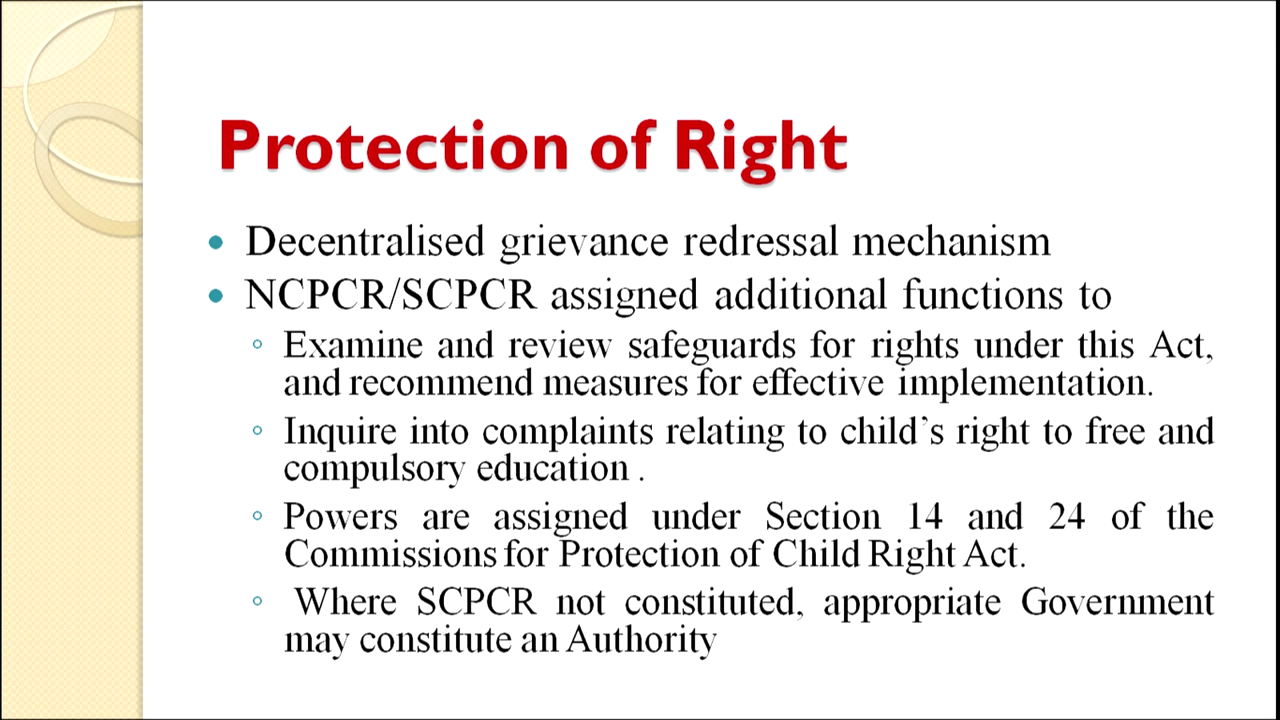 Protection of Right
• Decentralised grievance redressal mechanism
• NCPCR/SCPCR assigned additional functions to
◦ Examine and review safeguards for rights under this Act,
and recommend measures for effective implementation.
◦ Inquire into complaints relating to child's right to free and
compulsory education .
◦ Powers are assigned under Section 14 and 24 of the
Commissions for Protection of Child Right Act.
◦ Where SCPCR not constituted, appropriate Government
may constitute an Authority